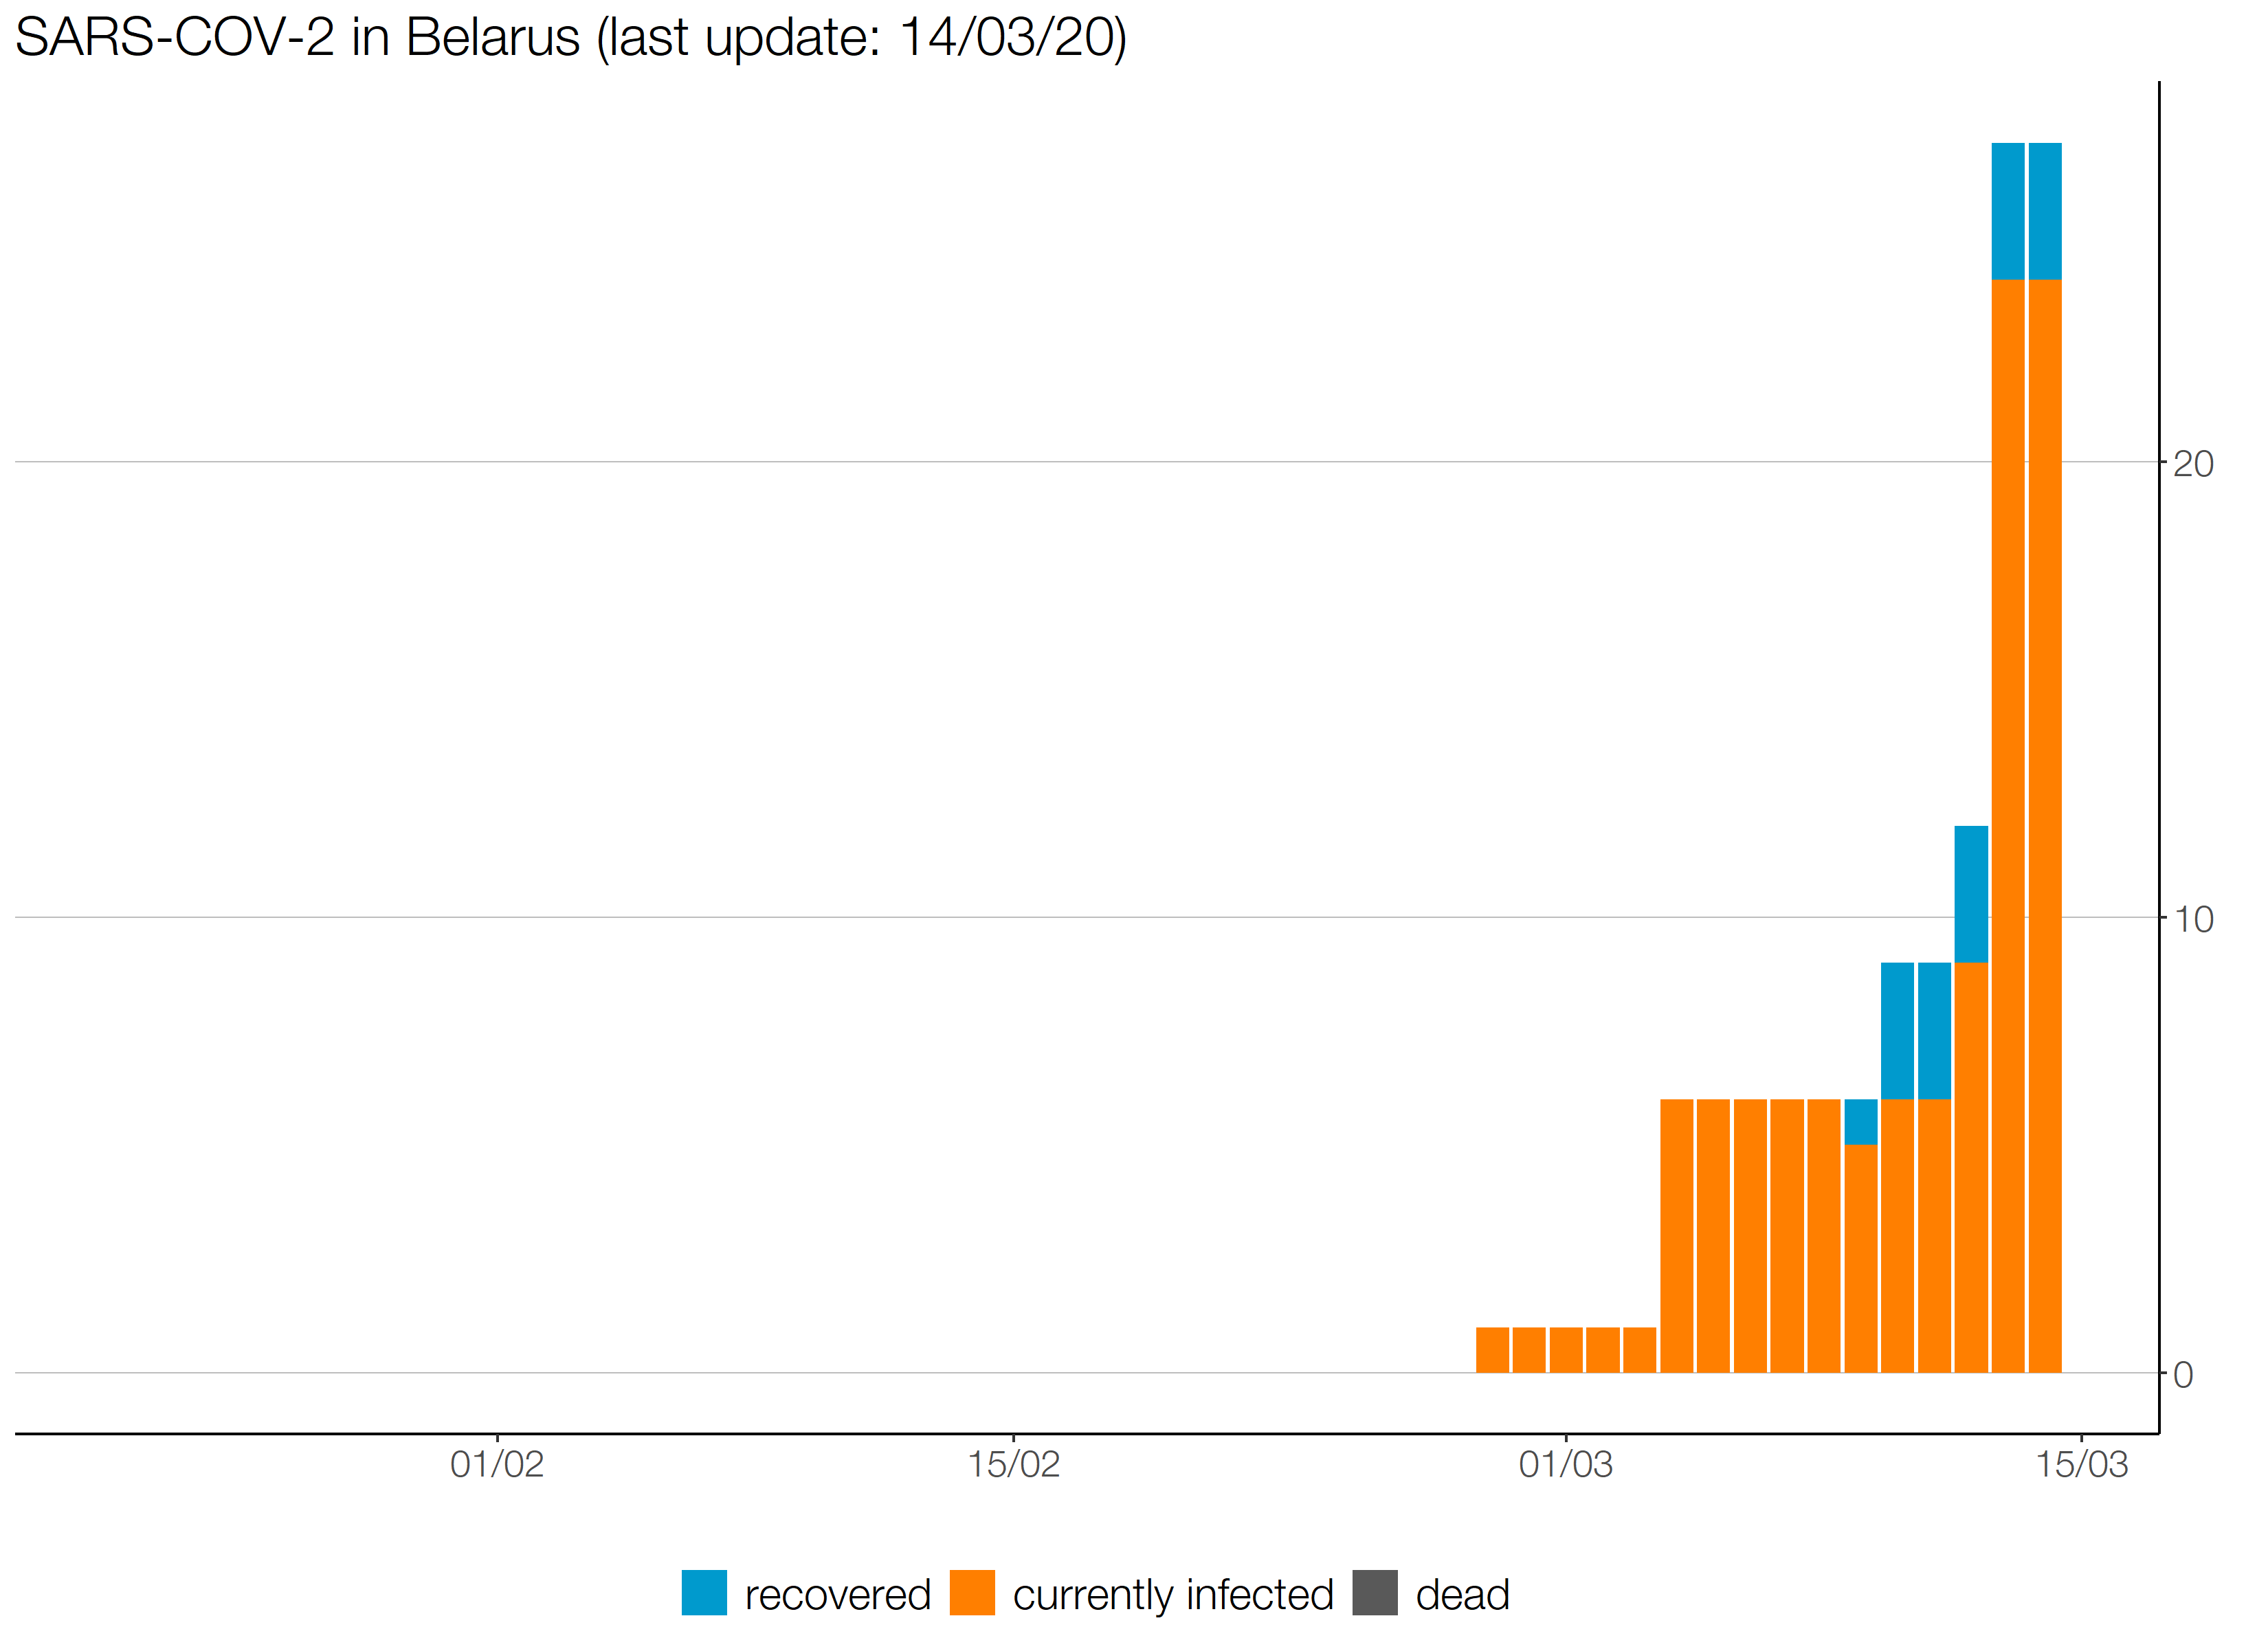 SARS-COV-2 in Belarus (last update: 14/03/20)
20
10
0
01/02 15/02 01/03 15/03
recovered currently infected dead